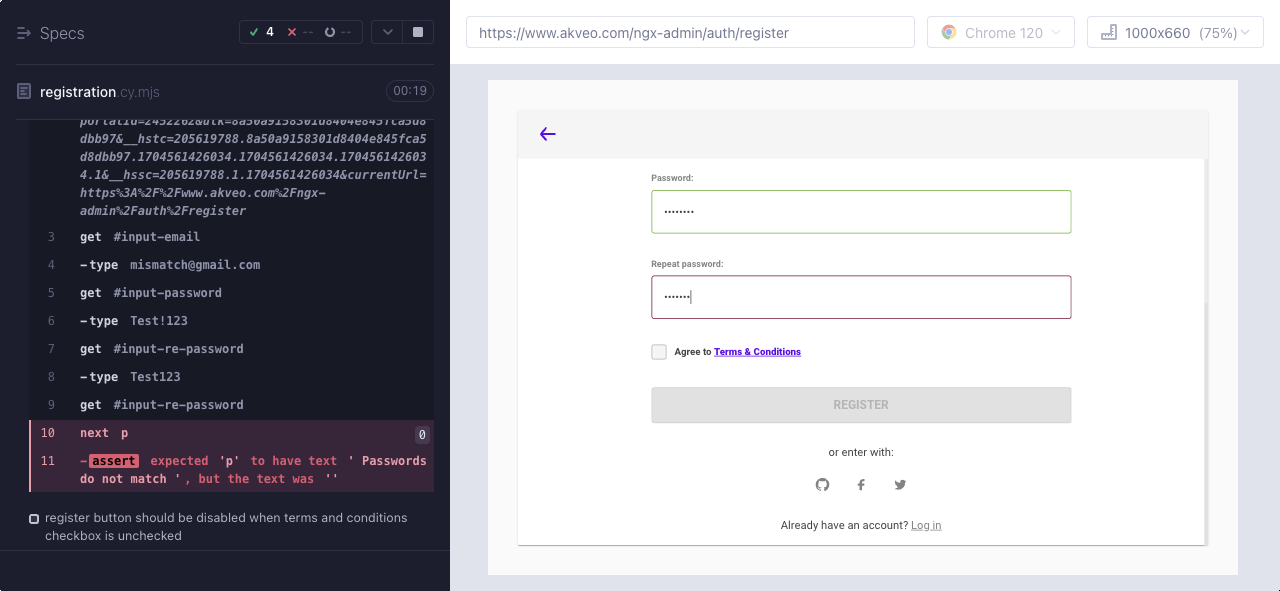 Specs
4
--
--
registration.cy.mjs
00:19
dbb97&__hstc=205619788.8a50a9158301d8404e845fca5
d8dbb97.1704561426034.1704561426034.170456142603
4.1&__hssc=205619788.1.1704561426034&currentUrl=
https%3A%2F%2Fwww.akveo.com%2Fngx-
admin%2Fauth%2Fregister
3 get #input-email
4 -type mismatch@gmail.com
5 get #input-password
6 -type Test!123
7 get #input-re-password
8 -type Test123
9 get #input-re-password
10 next p 0
11 -assert expected 'p' to have text ' Passwords
do not match ', but the text was ''
register button should be disabled when terms and conditions
checkbox is unchecked
https://www.akveo.com/ngx-admin/auth/register
Chrome 120
1000x660 (75%)
Password:
Repeat password:
Agree to Terms & Conditions
REGISTER
or enter with:
Already have an account? Log in